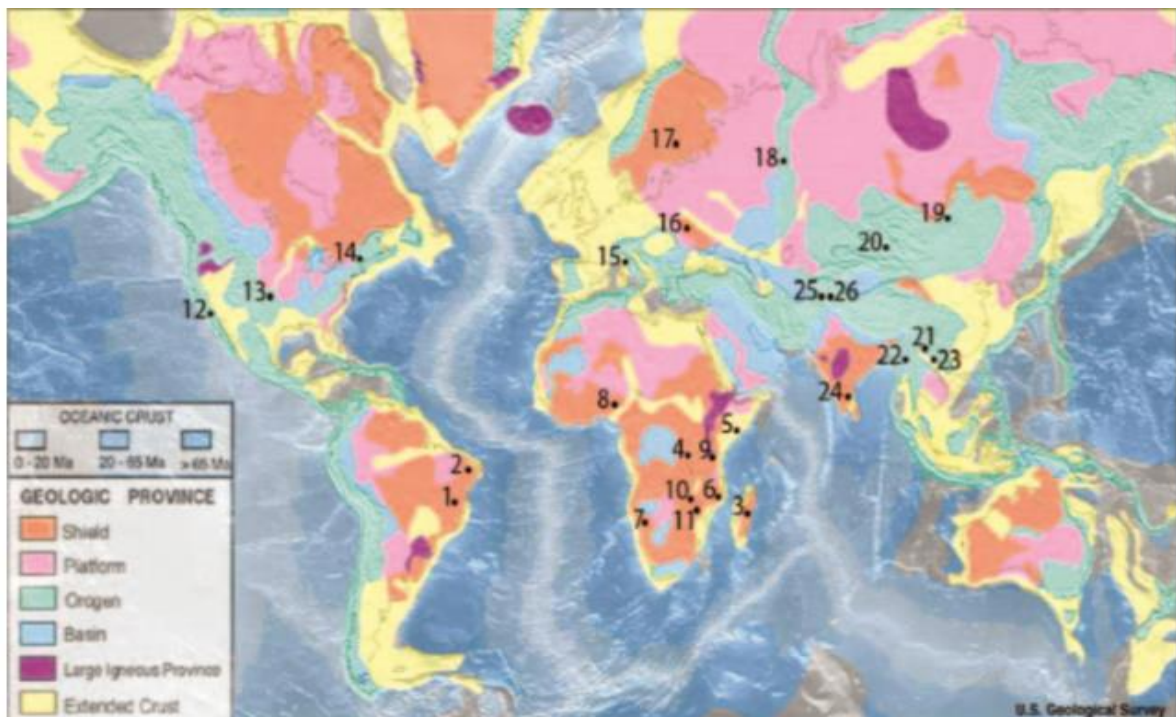 17
18
16
19
14
20
15
13
25 26
12
21
22 23
8
24
5
2
4 9
1
10 6
3
7
11
OCEANIC CRUST
0 - 20 Ma 20 - 65 Ma > 65 Ma
GEOLOGIC PROVINCE
Shield
Platform
Orogen
Basin
Large Igneous Province
Extended Crust
U.S. Geological Survey